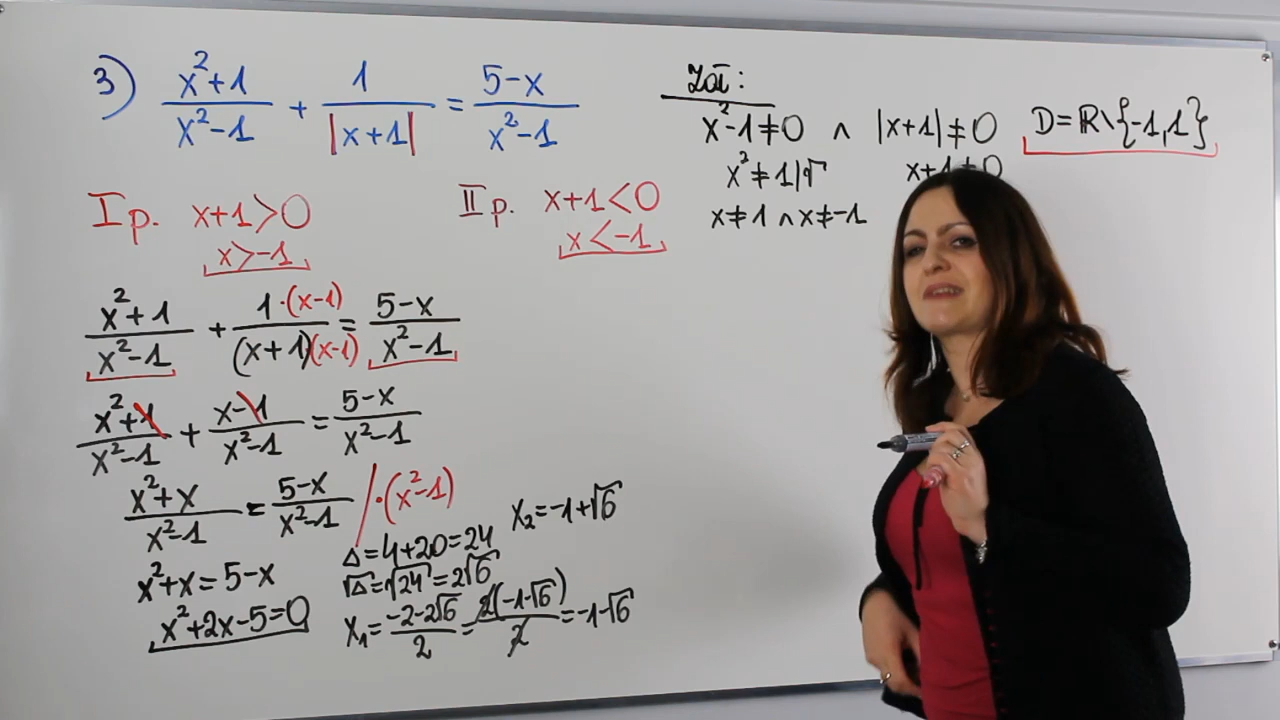 3) x²+1 / x²-1 + 1 / |x+1| = 5-x / x²-1
Zał:
x²-1≠0 ∧ |x+1|≠0
x²≠1 |√ x+1≠0
x≠1 ∧ x≠-1
D=ℝ\{-1,1}
I p. x+1>0
x>-1
II p. x+1<0
x<-1
x²+1 / x²-1 + 1·(x-1) / (x+1)(x-1) = 5-x / x²-1
x²+1 / x²-1 + x-1 / x²-1 = 5-x / x²-1
x²+x / x²-1 = 5-x / x²-1 /·(x²-1)
x²+x=5-x
x²+2x-5=0
Δ=4+20=24
√Δ=√24=2√6
x₁= -2-2√6 / 2 = 2(-1-√6) / 2 = -1-√6
x₂=-1+√6